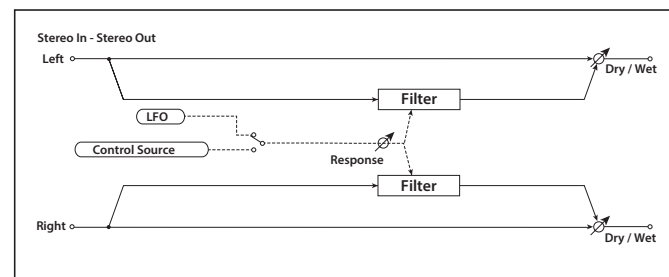 Stereo In - Stereo Out
Left
Dry / Wet
Filter
LFO
Control Source
Response
Filter
Right
Dry / Wet